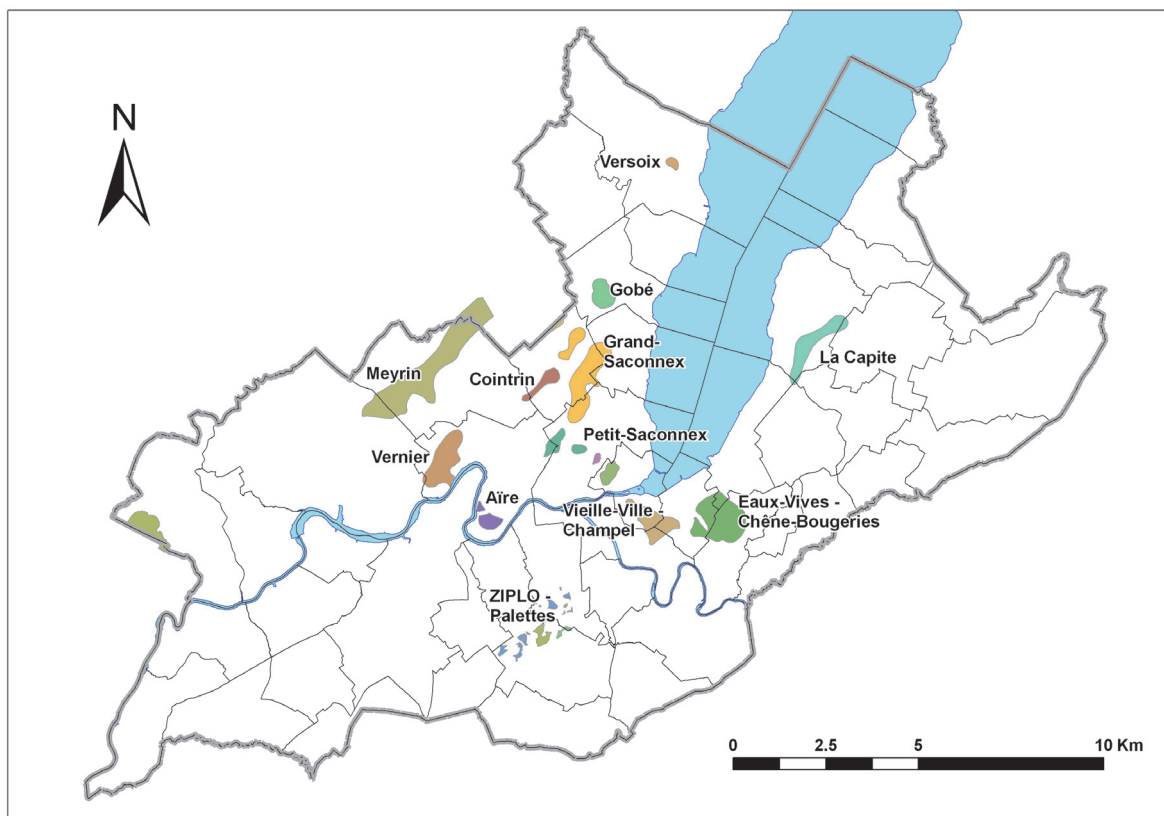 N
Versoix
Gobé
Grand-
Saconnex
La Capite
Meyrin
Cointrin
Petit-Saconnex
Vernier
Aïre
Vieille-Ville -
Champel
Eaux-Vives -
Chêne-Bougeries
ZIPLO -
Palettes
0 2.5 5 10 Km